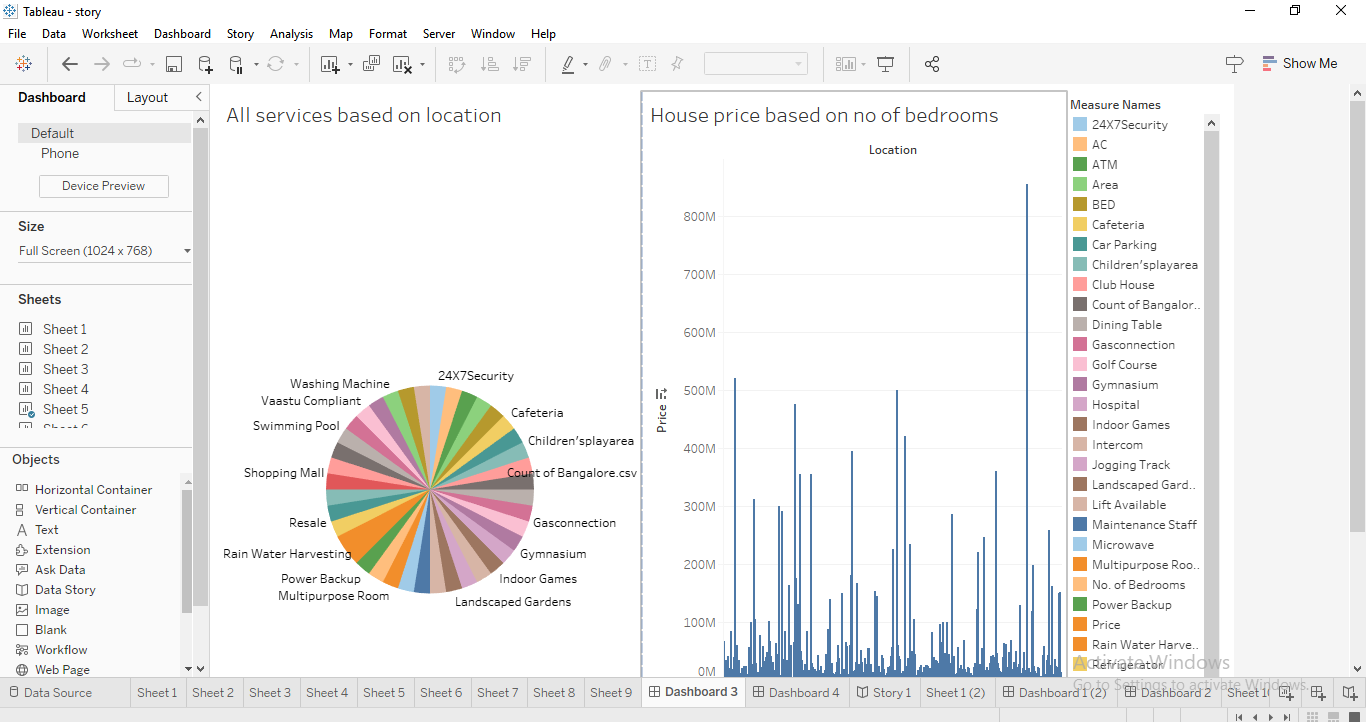 Tableau - story
File Data Worksheet Dashboard Story Analysis Map Format Server Window Help
Show Me
Dashboard Layout
Default
Phone
Device Preview
Size
Full Screen (1024 x 768)
Sheets
Sheet 1
Sheet 2
Sheet 3
Sheet 4
Sheet 5
Objects
Horizontal Container
Vertical Container
Text
Extension
Ask Data
Data Story
Image
Blank
Workflow
Web Page
All services based on location
24X7Security
Washing Machine
Vaastu Compliant
Cafeteria
Swimming Pool
Children'splayarea
Shopping Mall
Count of Bangalore.csv
Resale
Gasconnection
Rain Water Harvesting
Gymnasium
Power Backup
Indoor Games
Multipurpose Room
Landscaped Gardens
House price based on no of bedrooms
Location
Price
800M
700M
600M
500M
400M
300M
200M
100M
0M
Measure Names
24X7Security
AC
ATM
Area
BED
Cafeteria
Car Parking
Children'splayarea
Club House
Count of Bangalor..
Dining Table
Gasconnection
Golf Course
Gymnasium
Hospital
Indoor Games
Intercom
Jogging Track
Landscaped Gard..
Lift Available
Maintenance Staff
Microwave
Multipurpose Roo..
No. of Bedrooms
Power Backup
Price
Rain Water Harve..
Refrigerator
Activate Windows
Go to Settings to activate Windows.
Data Source Sheet 1 Sheet 2 Sheet 3 Sheet 4 Sheet 5 Sheet 6 Sheet 7 Sheet 8 Sheet 9 Dashboard 3 Dashboard 4 Story 1 Sheet 1 (2) Dashboard 1 (2) Dashboard 2